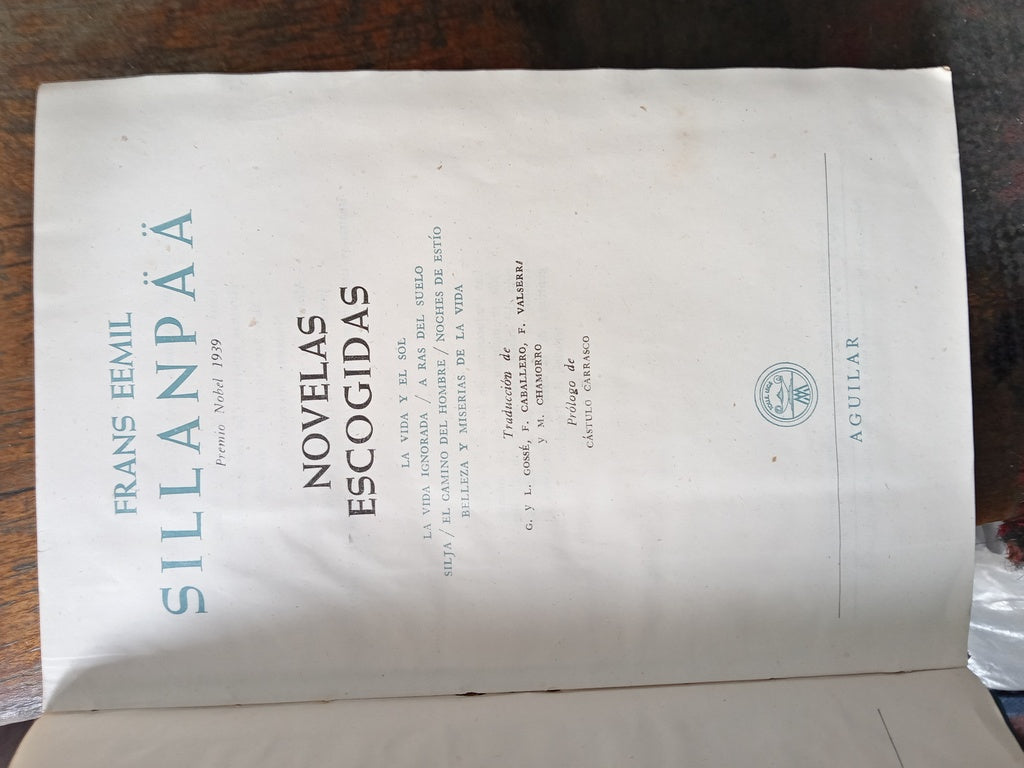 FRANS EEMIL
SILLANPÄÄ
Premio Nobel 1939
NOVELAS
ESCOGIDAS
LA VIDA Y EL SOL
LA VIDA IGNORADA / A RAS DEL SUELO
SILJA / EL CAMINO DEL HOMBRE / NOCHES DE ESTÍO
BELLEZA Y MISERIAS DE LA VIDA
Traducción de
G. y L. GOSSÉ, F. CABALLERO, F. VALSERRA
y M. CHAMORRO
Prólogo de
CÁSTULO CARRASCO
AGUILAR